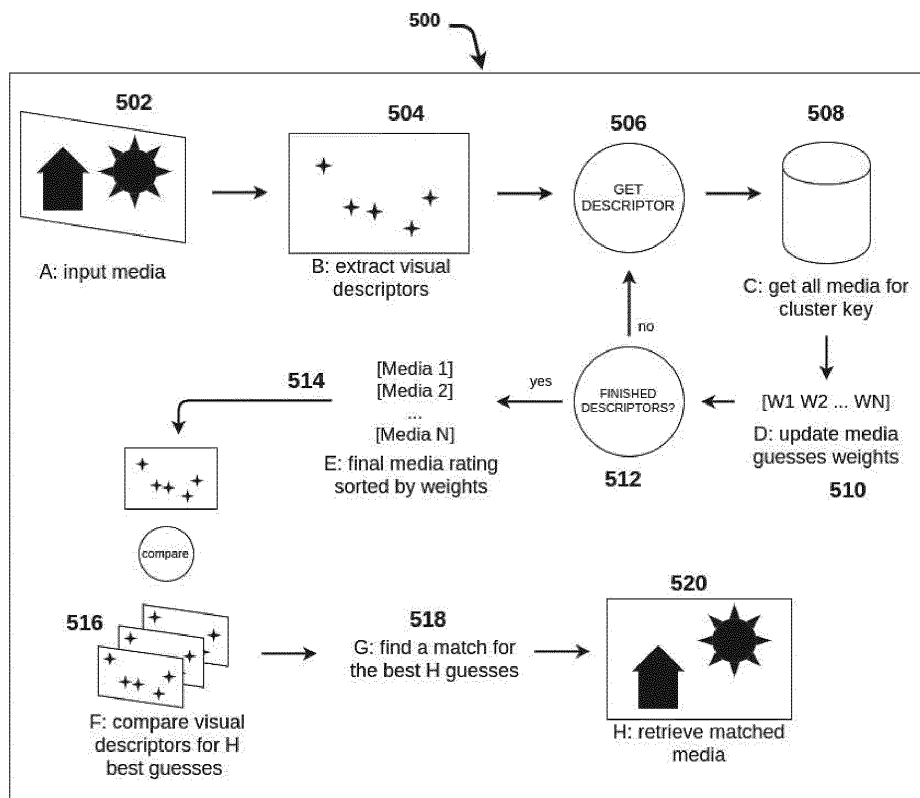 500
502
504
506
508
GET
DESCRIPTOR
A: input media
B: extract visual
descriptors
C: get all media for
cluster key
no
514
[Media 1]
[Media 2]
...
[Media N]
yes
FINISHED
DESCRIPTORS?
[W1 W2 ... WN]
E: final media rating
sorted by weights
512
D: update media
guesses weights
510
compare
516
518
520
G: find a match for
the best H guesses
F: compare visual
descriptors for H
best guesses
H: retrieve matched
media